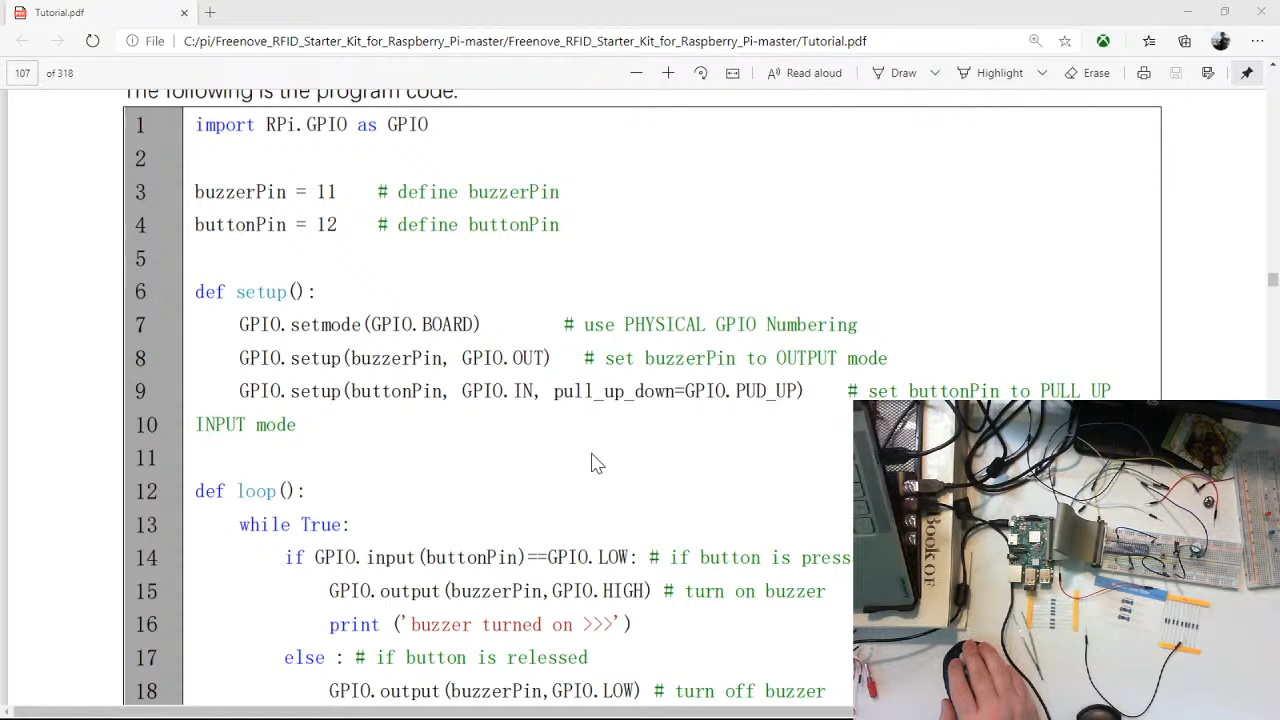 Tutorial.pdf
File C:/pi/Freenove_RFID_Starter_Kit_for_Raspberry_Pi-master/Freenove_RFID_Starter_Kit_for_Raspberry_Pi-master/Tutorial.pdf
107 of 318 Read aloud Draw Highlight Erase
The following is the program code:
1 import RPi.GPIO as GPIO
2
3 buzzerPin = 11 # define buzzerPin
4 buttonPin = 12 # define buttonPin
5
6 def setup():
7 GPIO.setmode(GPIO.BOARD) # use PHYSICAL GPIO Numbering
8 GPIO.setup(buzzerPin, GPIO.OUT) # set buzzerPin to OUTPUT mode
9 GPIO.setup(buttonPin, GPIO.IN, pull_up_down=GPIO.PUD_UP) # set buttonPin to PULL UP
10 INPUT mode
11
12 def loop():
13 while True:
14 if GPIO.input(buttonPin)==GPIO.LOW: # if button is press
15 GPIO.output(buzzerPin,GPIO.HIGH) # turn on buzzer
16 print ('buzzer turned on >>>')
17 else : # if button is relessed
18 GPIO.output(buzzerPin,GPIO.LOW) # turn off buzzer
Book of